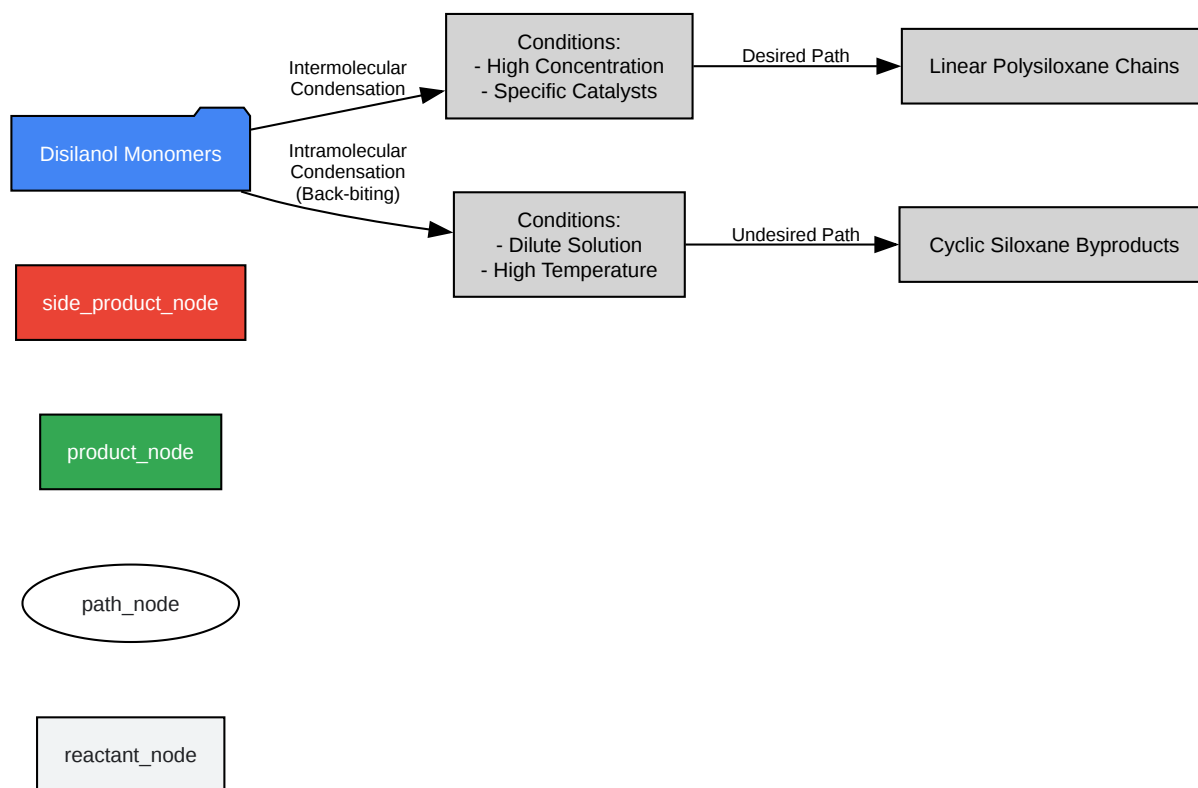 Disilanol Monomers
Intermolecular
Condensation
Conditions:
- High Concentration
- Specific Catalysts
Desired Path
Linear Polysiloxane Chains
Intramolecular
Condensation
(Back-biting)
Conditions:
- Dilute Solution
- High Temperature
Undesired Path
Cyclic Siloxane Byproducts
side_product_node
product_node
path_node
reactant_node